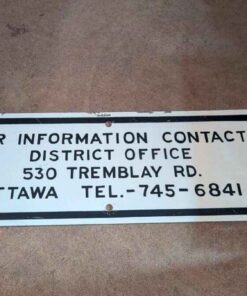 R INFORMATION CONTACT
DISTRICT OFFICE
530 TREMBLAY RD.
TTAWA TEL.-745-6841